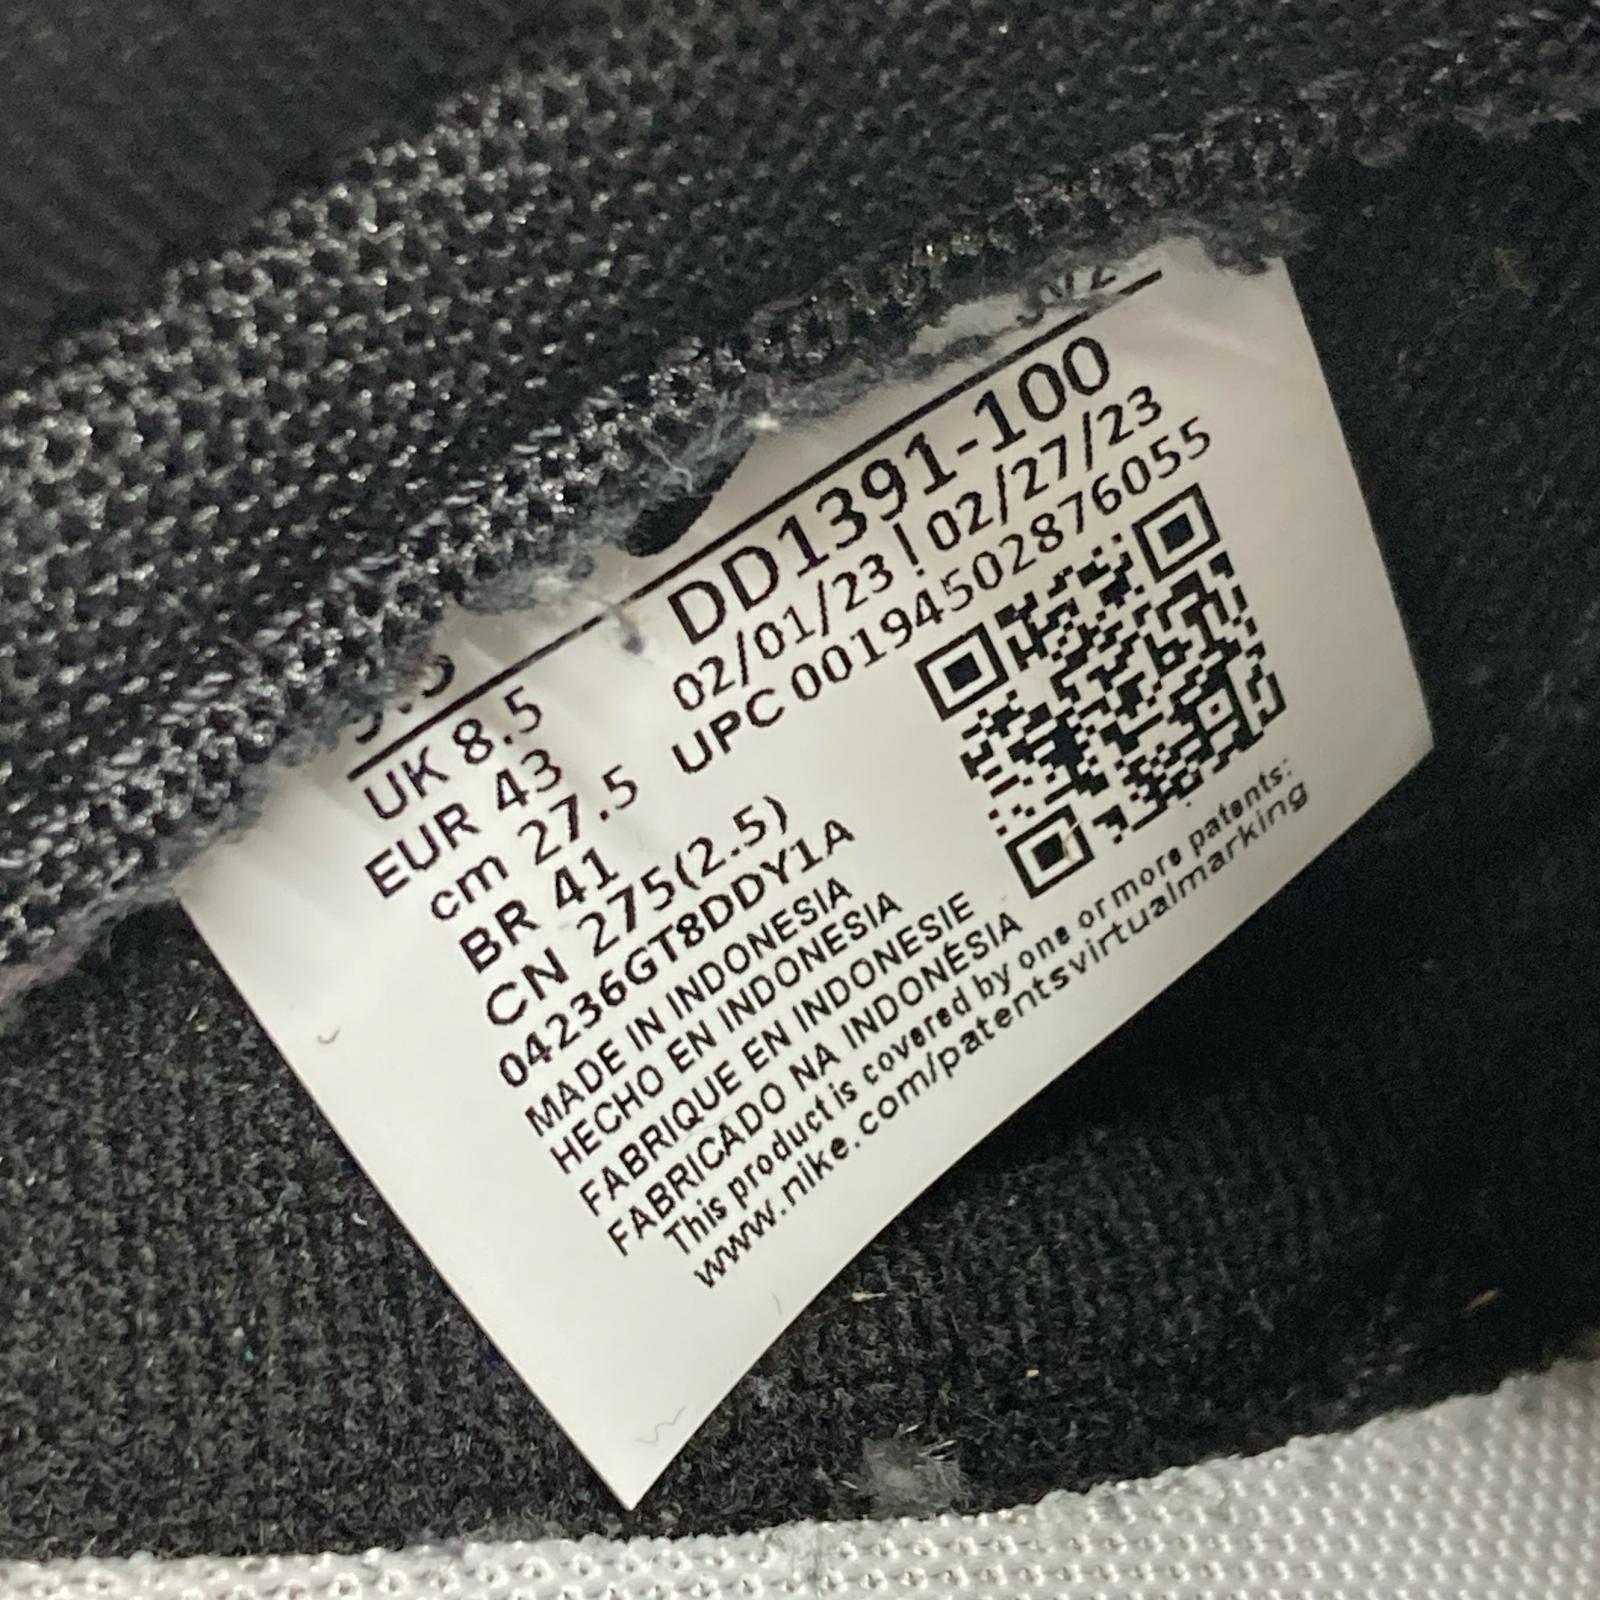 UK 8.5
EUR 43
cm 27.5
BR 41
CN 275(2.5)
04236GT8DDY1A
DD1391-100
02/01/23 ! 02/27/23
UPC 00194502876055
MADE IN INDONESIA
HECHO EN INDONESIA
FABRIQUE EN INDONESIE
FABRICADO NA INDONÉSIA
This product is covered by one or more patents:
www.nike.com/patentsvirtualmarking